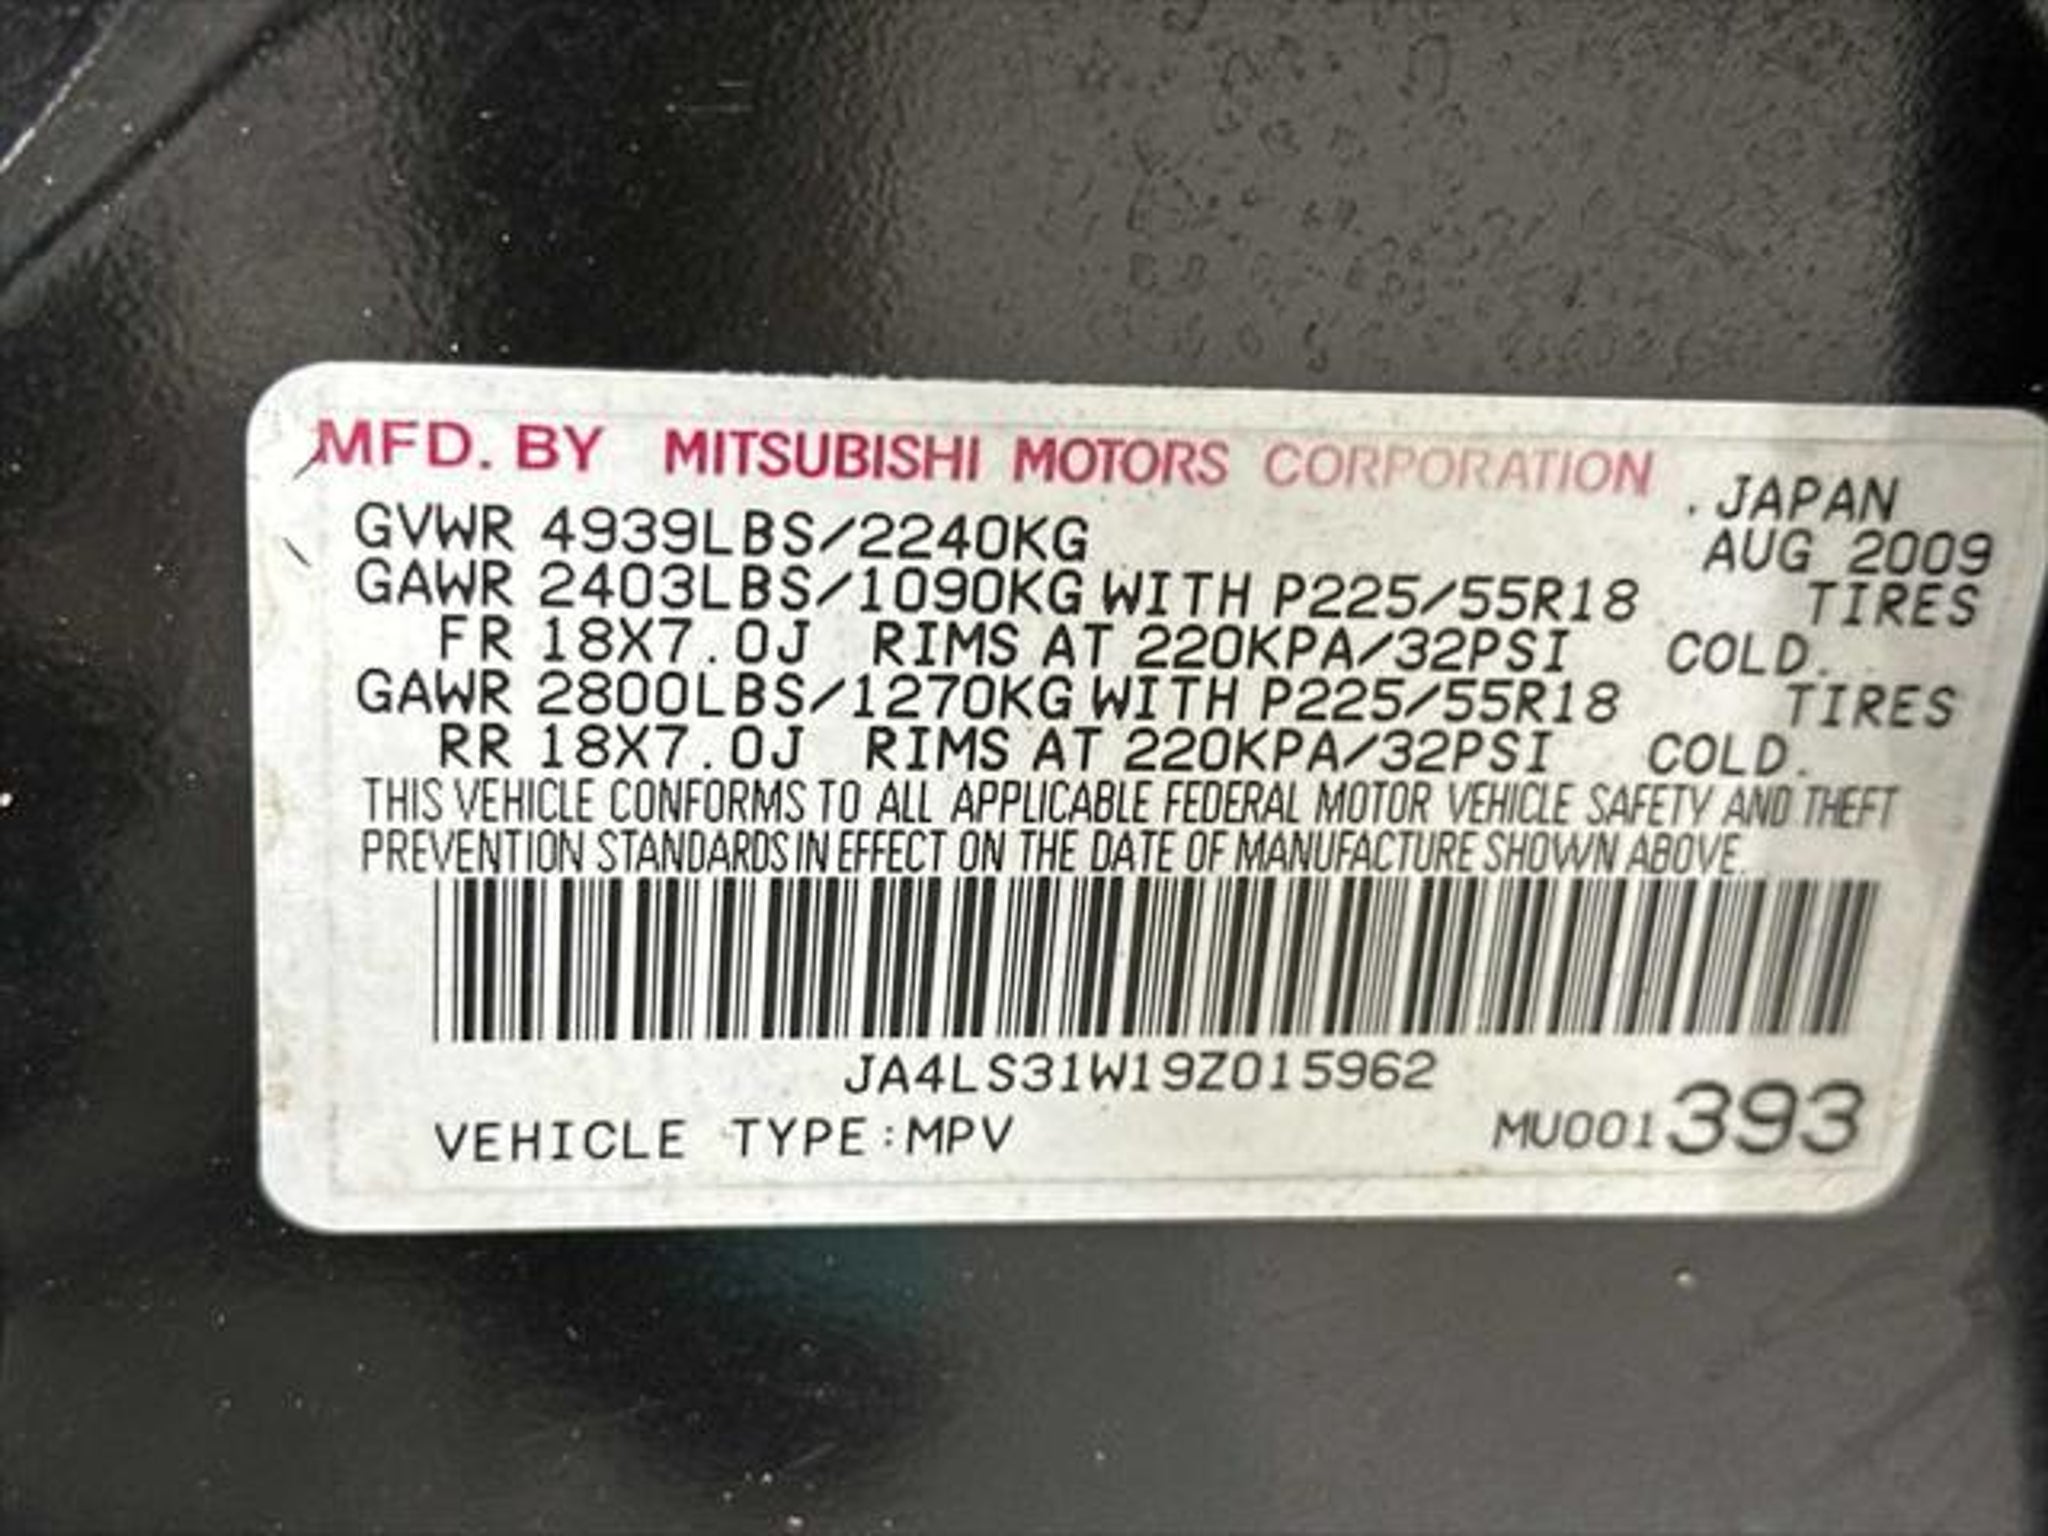 MFD. BY MITSUBISHI MOTORS CORPORATION
. JAPAN
GVWR 4939LBS/2240KG AUG 2009
GAWR 2403LBS/1090KG WITH P225/55R18 TIRES
FR 18X7.0J RIMS AT 220KPA/32PSI COLD.
GAWR 2800LBS/1270KG WITH P225/55R18 TIRES
RR 18X7.0J RIMS AT 220KPA/32PSI COLD.
THIS VEHICLE CONFORMS TO ALL APPLICABLE FEDERAL MOTOR VEHICLE SAFETY AND THEFT
PREVENTION STANDARDS IN EFFECT ON THE DATE OF MANUFACTURE SHOWN ABOVE.
JA4LS31W19Z015962
VEHICLE TYPE:MPV MU001393